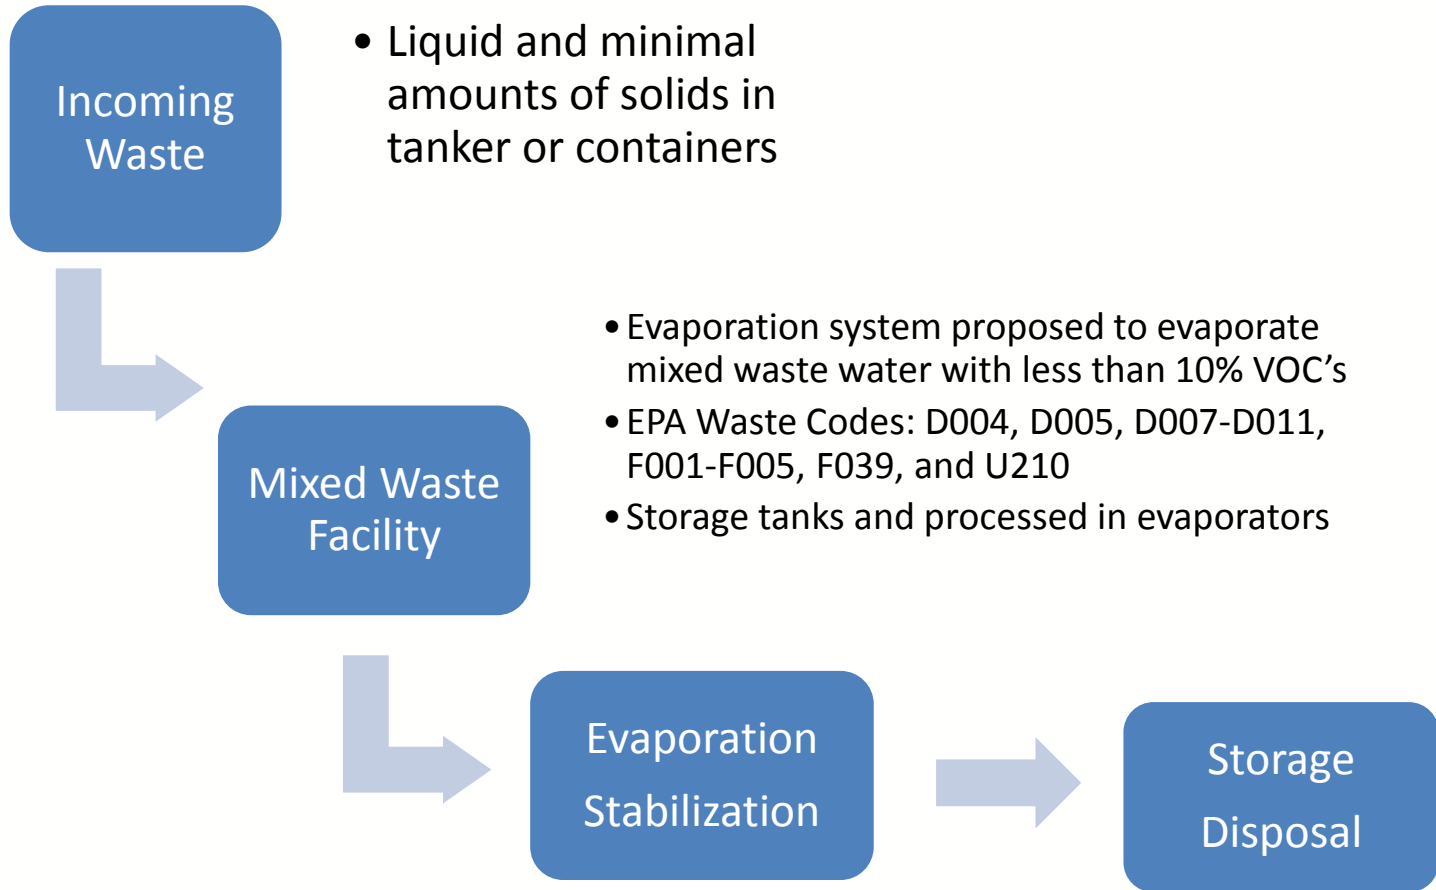 Incoming
Waste
• Liquid and minimal
amounts of solids in
tanker or containers
Mixed Waste
Facility
• Evaporation system proposed to evaporate
mixed waste water with less than 10% VOC’s
• EPA Waste Codes: D004, D005, D007-D011,
F001-F005, F039, and U210
• Storage tanks and processed in evaporators
Evaporation
Stabilization
Storage
Disposal